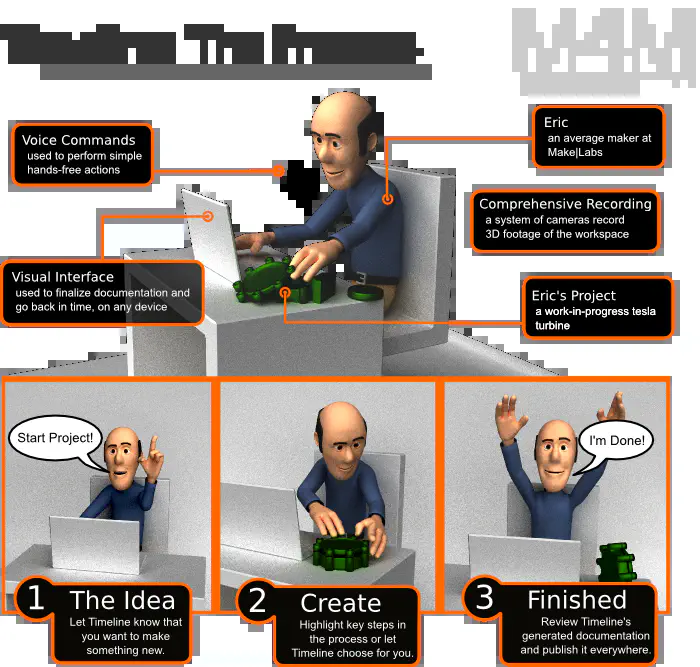 Voice Commands
used to perform simple
hands-free actions
Eric
an average maker at
Make|Labs
Comprehensive Recording
a system of cameras record
3D footage of the workspace
Visual Interface
used to finalize documentation and
go back in time, on any device
Eric's Project
a work-in-progress tesla
turbine
Start Project!
I'm Done!
1 The Idea
Let Timeline know that
you want to make
something new.
2 Create
Highlight key steps in
the process or let
Timeline choose for you.
3 Finished
Review Timeline's
generated documentation
and publish it everywhere.